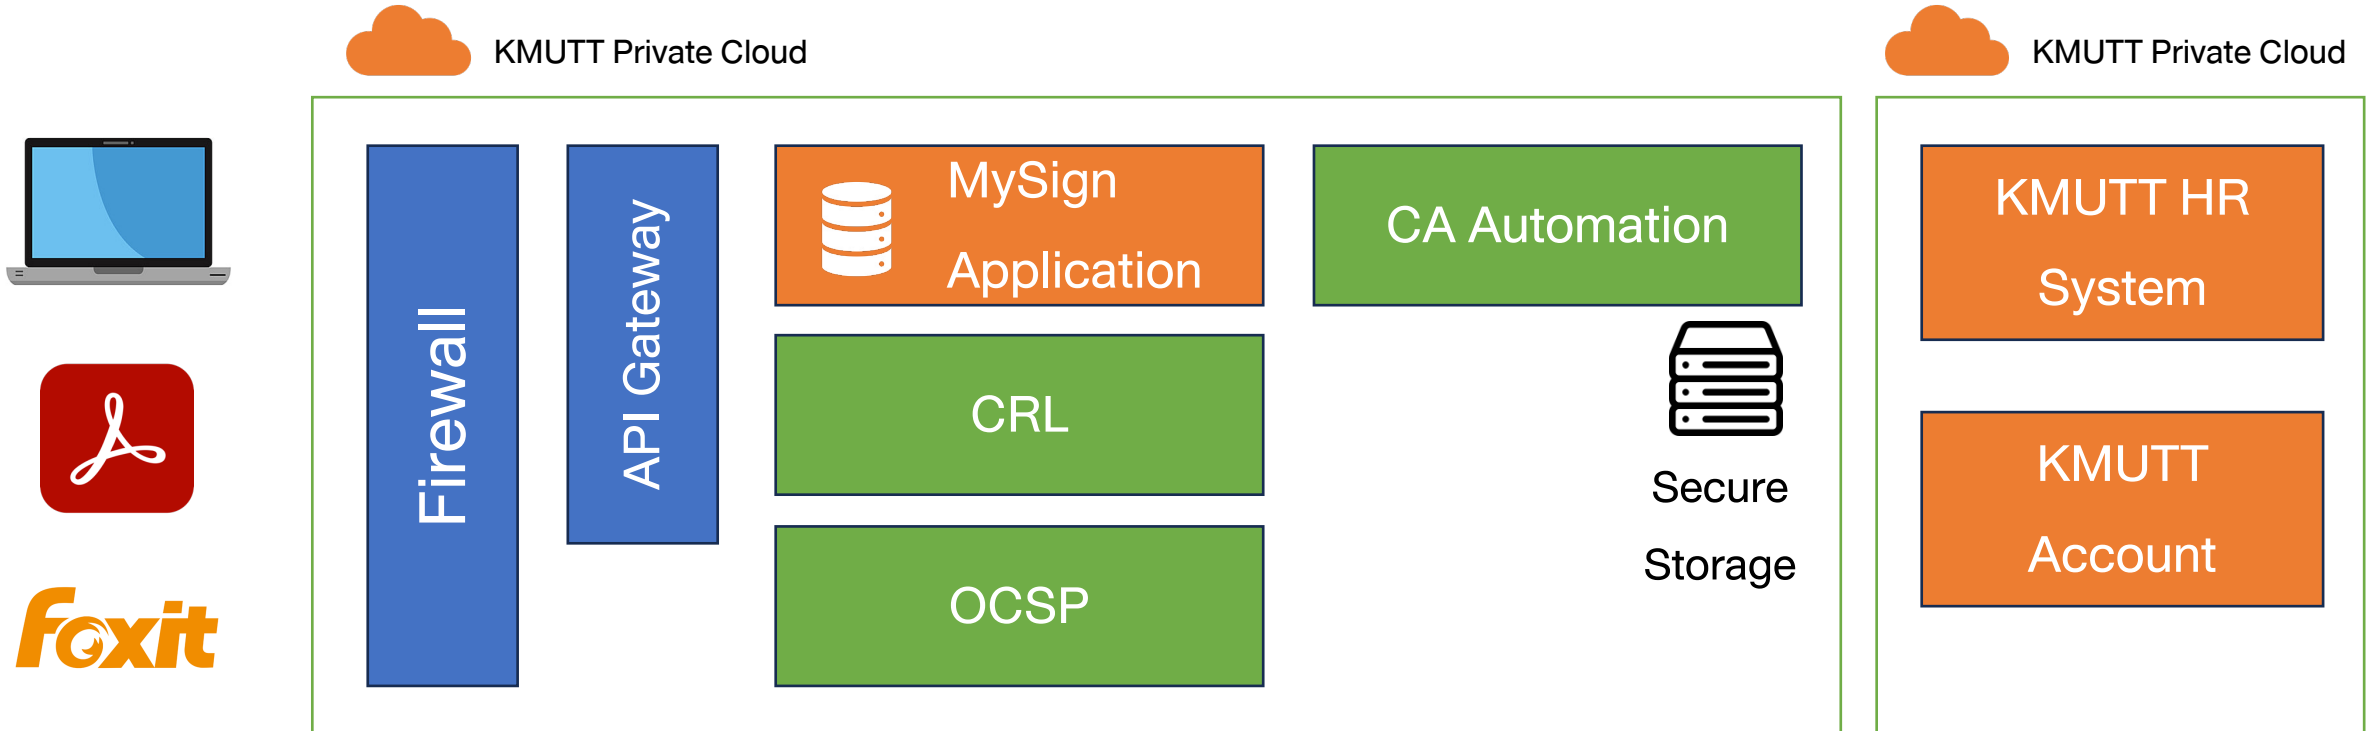 KMUTT Private Cloud
KMUTT Private Cloud
Firewall
API Gateway
MySign
Application
CA Automation
KMUTT HR
System
CRL
Secure
Storage
KMUTT
Account
OCSP
foxit